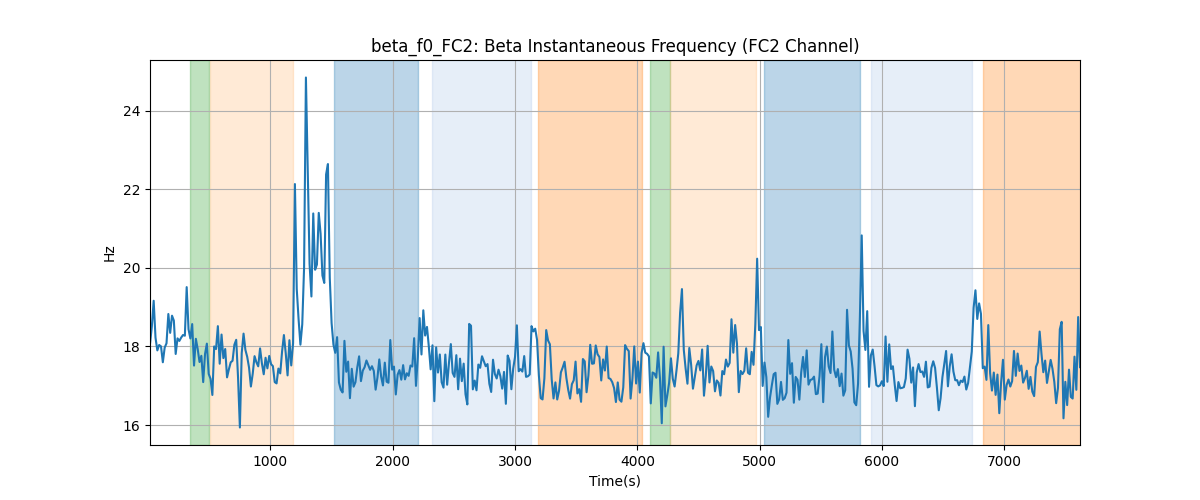 beta_f0_FC2: Beta Instantaneous Frequency (FC2 Channel)
24
22
20
18
16
Hz
1000 2000 3000 4000 5000 6000 7000
Time(s)